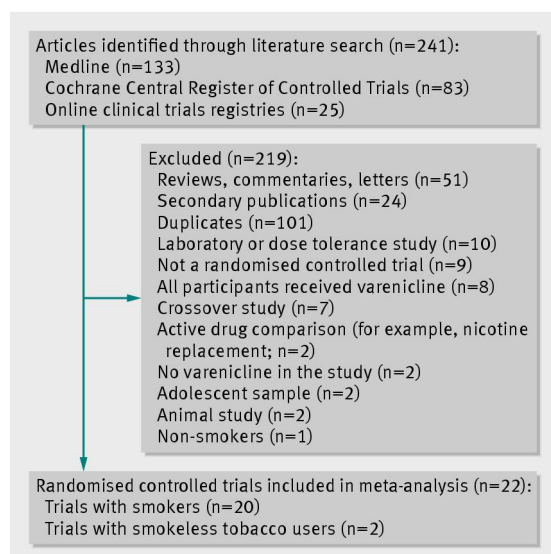 Articles identified through literature search (n=241):
Medline (n=133)
Cochrane Central Register of Controlled Trials (n=83)
Online clinical trials registries (n=25)
Excluded (n=219):
Reviews, commentaries, letters (n=51)
Secondary publications (n=24)
Duplicates (n=101)
Laboratory or dose tolerance study (n=10)
Not a randomised controlled trial (n=9)
All participants received varenicline (n=8)
Crossover study (n=7)
Active drug comparison (for example, nicotine
replacement; n=2)
No varenicline in the study (n=2)
Adolescent sample (n=2)
Animal study (n=2)
Non-smokers (n=1)
Randomised controlled trials included in meta-analysis (n=22):
Trials with smokers (n=20)
Trials with smokeless tobacco users (n=2)